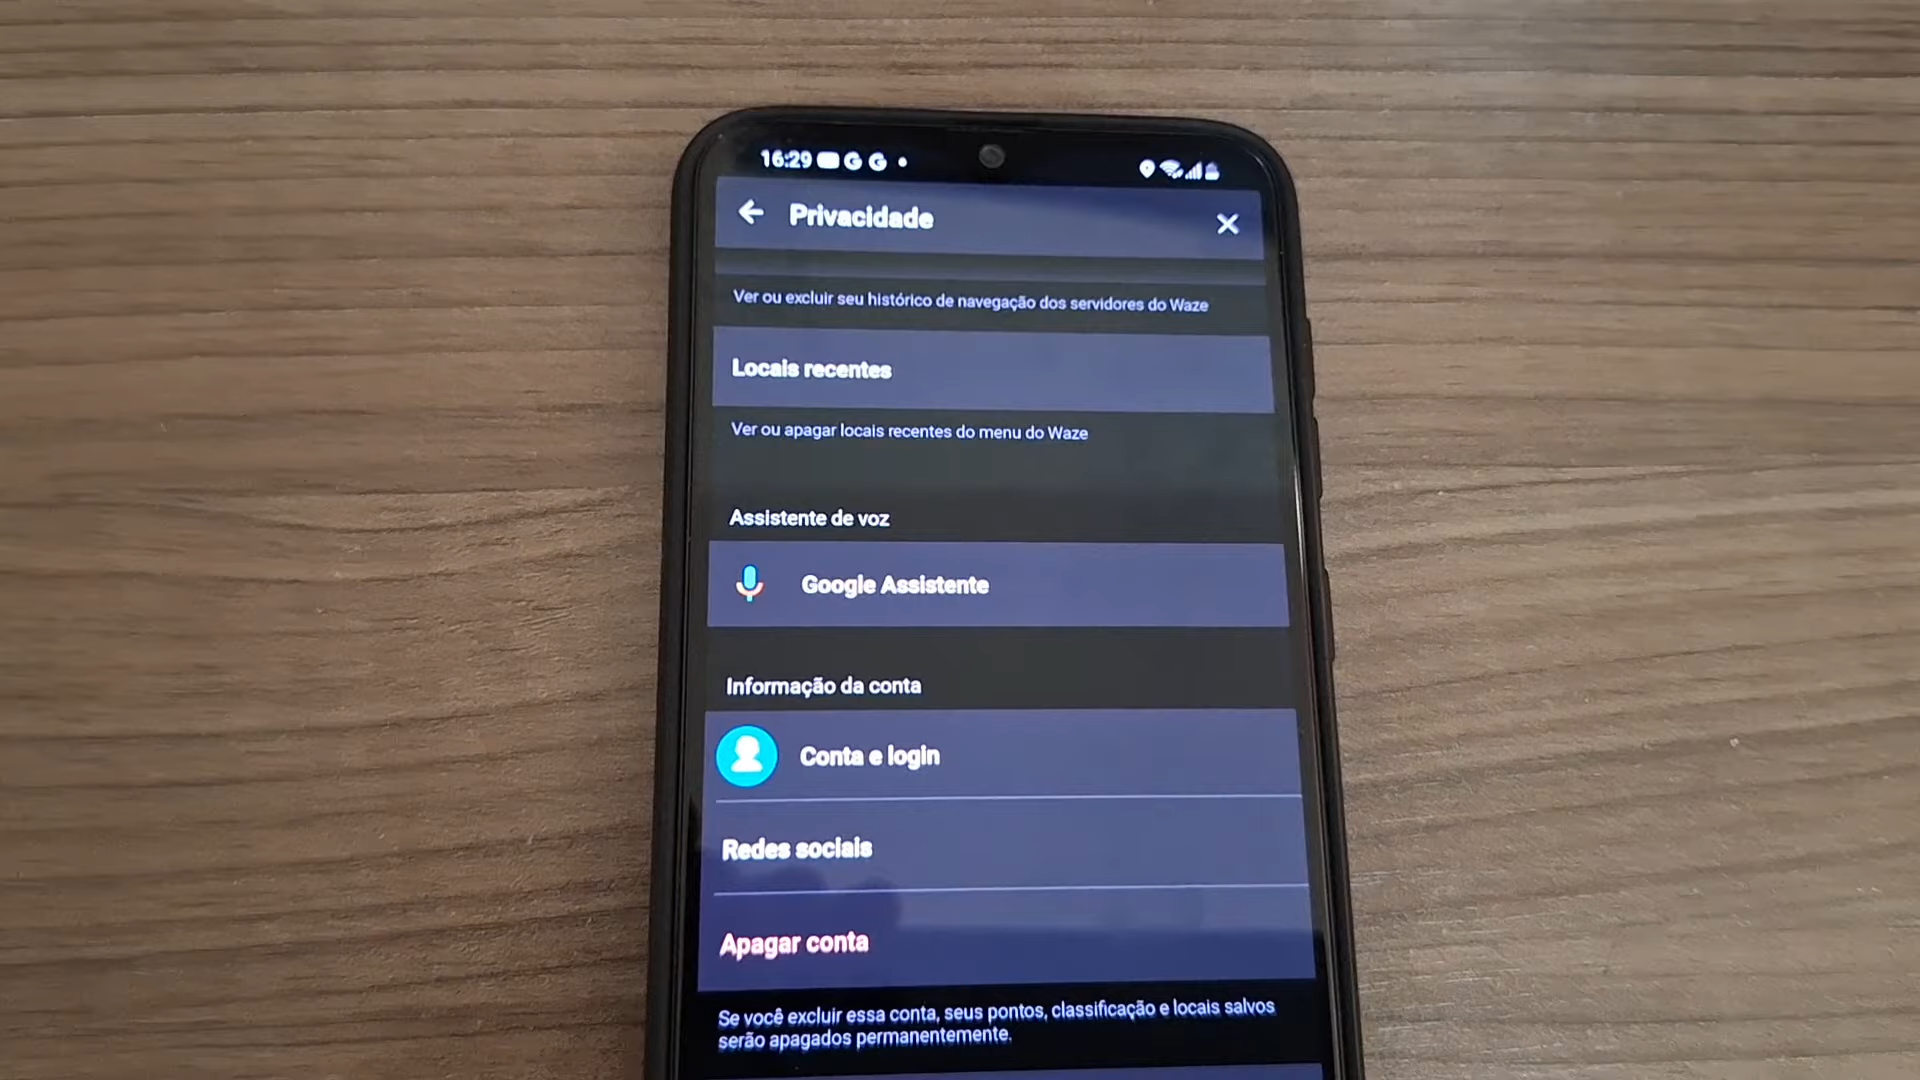 16:29
Privacidade
Ver ou excluir seu histórico de navegação dos servidores do Waze
Locais recentes
Ver ou apagar locais recentes do menu do Waze
Assistente de voz
Google Assistente
Informação da conta
Conta e login
Redes sociais
Apagar conta
Se você excluir essa conta, seus pontos, classificação e locais salvos
serão apagados permanentemente.